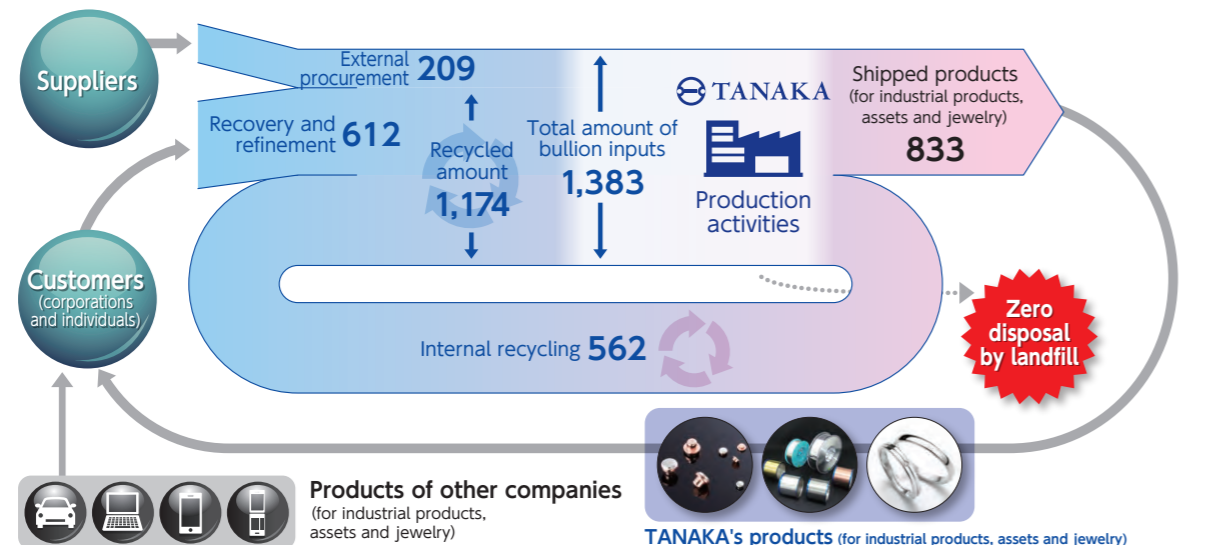 Suppliers
External
procurement 209
Recovery and
refinement 612
Recycled
amount
1,174
Total amount of
bullion inputs
1,383
TANAKA
Production
activities
Shipped products
(for industrial products,
assets and jewelry)
833
Customers
(corporations
and individuals)
Internal recycling 562
Zero
disposal
by landfill
Products of other companies
(for industrial products,
assets and jewelry)
TANAKA's products (for industrial products, assets and jewelry)